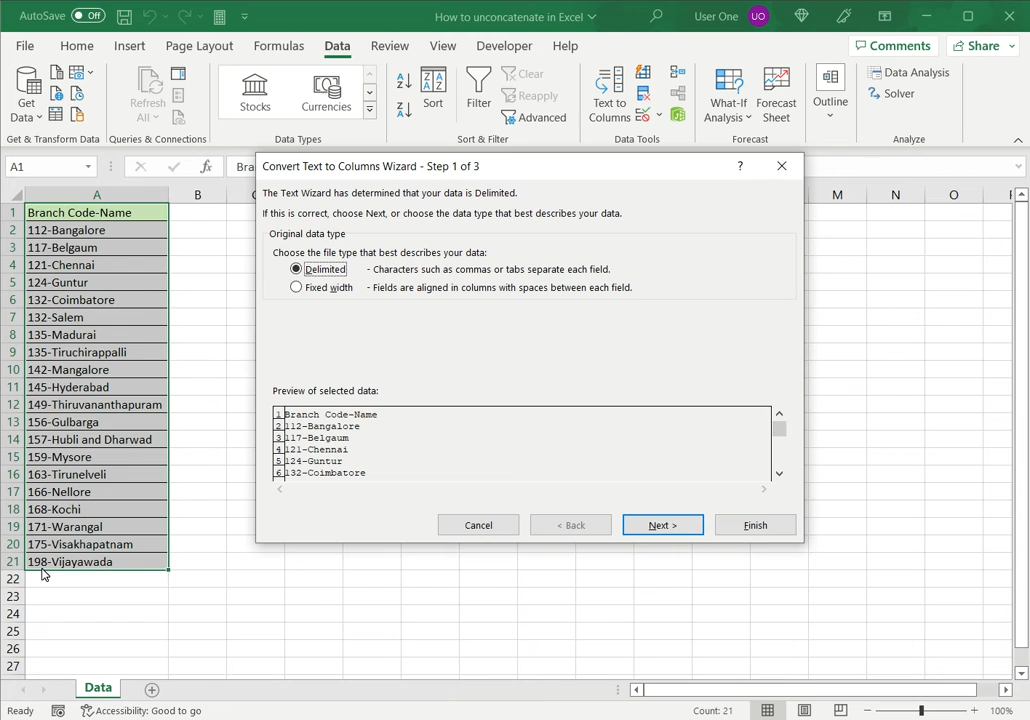 AutoSave Off How to unconcatenate in Excel User One UO
File Home Insert Page Layout Formulas Data Review View Developer Help Comments Share
Get Data Refresh All Stocks Currencies Sort Filter Clear Reapply Advanced Text to Columns What-If Analysis Forecast Sheet Outline Data Analysis Solver
Get & Transform Data Queries & Connections Data Types Sort & Filter Data Tools Forecast Analyze
A1 fx Bra
A B M N O
1 Branch Code-Name
2 112-Bangalore
3 117-Belgaum
4 121-Chennai
5 124-Guntur
6 132-Coimbatore
7 132-Salem
8 135-Madurai
9 135-Tiruchirappalli
10 142-Mangalore
11 145-Hyderabad
12 149-Thiruvananthapuram
13 156-Gulbarga
14 157-Hubli and Dharwad
15 159-Mysore
16 163-Tirunelveli
17 166-Nellore
18 168-Kochi
19 171-Warangal
20 175-Visakhapatnam
21 198-Vijayawada
22
23
24
25
26
27
Convert Text to Columns Wizard - Step 1 of 3 ?
The Text Wizard has determined that your data is Delimited.
If this is correct, choose Next, or choose the data type that best describes your data.
Original data type
Choose the file type that best describes your data:
Delimited - Characters such as commas or tabs separate each field.
Fixed width - Fields are aligned in columns with spaces between each field.
Preview of selected data:
1 Branch Code-Name
2 112-Bangalore
3 117-Belgaum
4 121-Chennai
5 124-Guntur
6 132-Coimbatore
Cancel < Back Next > Finish
Data
Ready Accessibility: Good to go Count: 21 100%